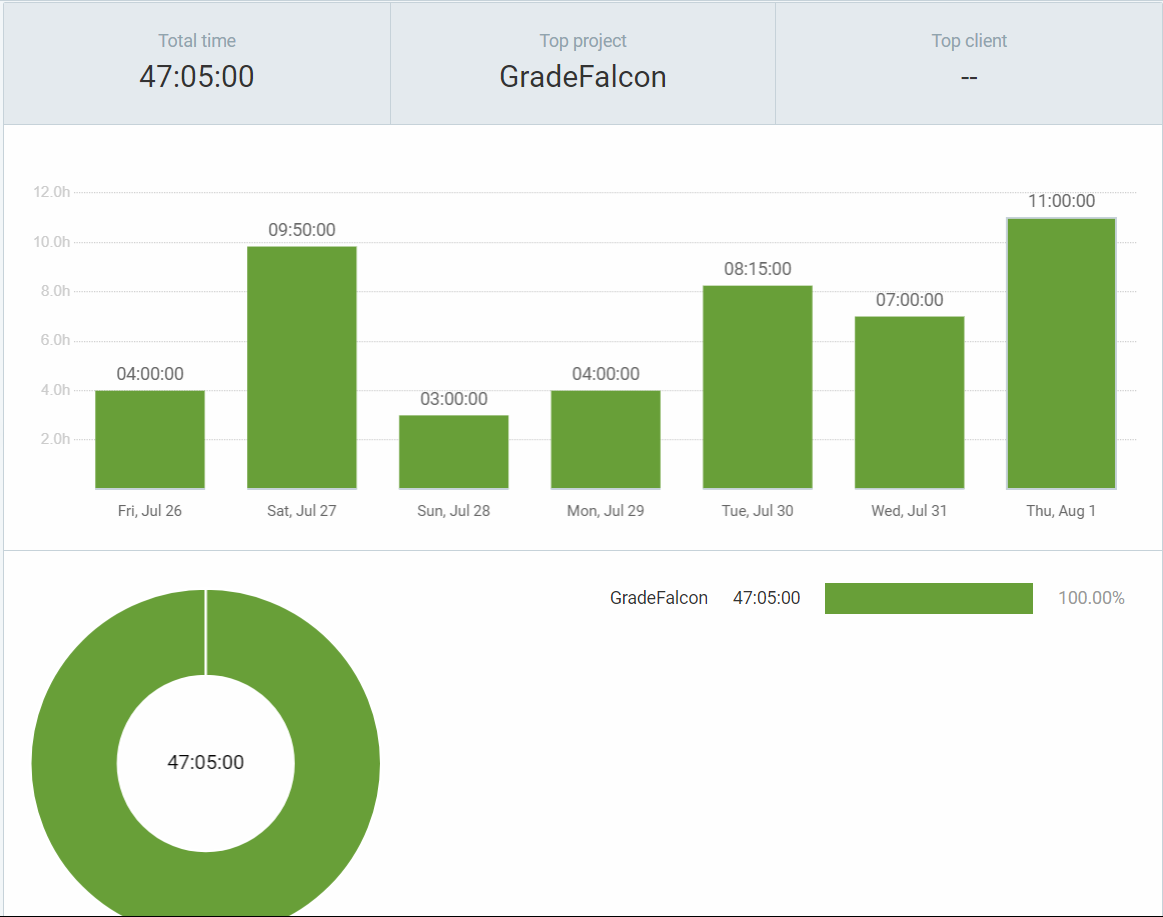 Total time
47:05:00
Top project
GradeFalcon
Top client
--
12.0h
10.0h
8.0h
6.0h
4.0h
2.0h
04:00:00
09:50:00
03:00:00
04:00:00
08:15:00
07:00:00
11:00:00
Fri, Jul 26
Sat, Jul 27
Sun, Jul 28
Mon, Jul 29
Tue, Jul 30
Wed, Jul 31
Thu, Aug 1
47:05:00
GradeFalcon 47:05:00 100.00%